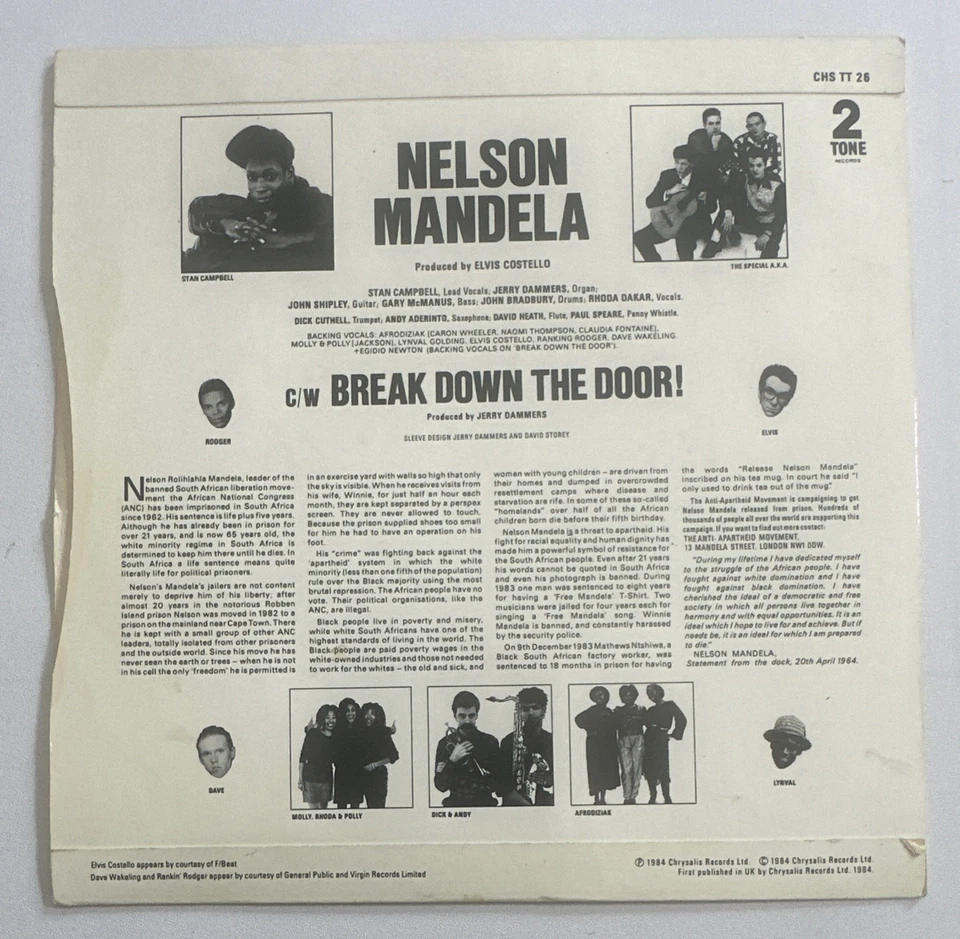 CHS TT 26
2
TONE
RECORDS
NELSON
MANDELA
STAN CAMPBELL
THE SPECIAL A.K.A.
Produced by ELVIS COSTELLO
STAN CAMPBELL, Lead Vocals; JERRY DAMMERS, Organ;
JOHN SHIPLEY, Guitar; GARY McMANUS, Bass; JOHN BRADBURY, Drums; RHODA DAKAR, Vocals.
DICK CUTHELL, Trumpet; ANDY ADERINTO, Saxophone; DAVID HEATH, Flute, PAUL SPEARE, Penny Whistle.
BACKING VOCALS: AFRODIZIAK (CARON WHEELER, NAOMI THOMPSON, CLAUDIA FONTAINE),
MOLLY & POLLY (JACKSON), LYNVAL GOLDING, ELVIS COSTELLO, RANKING RODGER, DAVE WAKELING.
+EGIDIO NEWTON (BACKING VOCALS ON 'BREAK DOWN THE DOOR').
C/W BREAK DOWN THE DOOR!
Produced by JERRY DAMMERS
RODGER
ELVIS
SLEEVE DESIGN JERRY DAMMERS AND DAVID STOREY
Nelson Rolihlahla Mandela, leader of the
banned South African liberation move-
ment the African National Congress
(ANC) has been imprisoned in South Africa
since 1962. His sentence is life plus five years.
Although he has already been in prison for
over 21 years, and is now 65 years old, the
white minority regime in South Africa is
determined to keep him there until he dies. In
South Africa a life sentence means quite
literally life for political prisoners.
Nelson's Mandela's jailers are not content
merely to deprive him of his liberty; after
almost 20 years in the notorious Robben
Island prison Nelson was moved in 1982 to a
prison on the mainland near Cape Town. There
he is kept with a small group of other ANC
leaders, totally isolated from other prisoners
and the outside world. Since his move he has
never seen the earth or trees – when he is not
in his cell the only 'freedom' he is permitted is
in an exercise yard with walls so high that only
the sky is visible. When he receives visits from
his wife, Winnie, for just half an hour each
month, they are kept separated by a perspex
screen. They are never allowed to touch.
Because the prison supplied shoes too small
for him he had to have an operation on his
foot.
His "crime" was fighting back against the
'apartheid' system in which the white
minority (less than one fifth of the population)
rule over the Black majority using the most
brutal repression. The African people have no
vote. Their political organisations, like the
ANC, are illegal.
Black people live in poverty and misery,
while white South Africans have one of the
highest standards of living in the world. The
Black people are paid poverty wages in the
white-owned industries and those not needed
to work for the whites – the old and sick, and
women with young children – are driven from
their homes and dumped in overcrowded
resettlement camps where disease and
starvation are rife. In some of these so-called
"homelands" over half of all the African
children born die before their fifth birthday.
Nelson Mandela is a threat to apartheid. His
fight for racial equality and human dignity has
made him a powerful symbol of resistance for
the South African people. Even after 21 years
his words cannot be quoted in South Africa
and even his photograph is banned. During
1983 one man was sentenced to eight years
for having a 'Free Mandela' T-Shirt. Two
musicians were jailed for four years each for
singing a 'Free Mandela' song. Winnie
Mandela is banned, and constantly harassed
by the security police.
On 9th December 1983 Mathews Ntshiwa, a
Black South African factory worker, was
sentenced to 18 months in prison for having
the words "Release Nelson Mandela"
inscribed on his tea mug. In court he said "I
only used to drink tea out of the mug"
The Anti-Apartheid Movement is campaigning to get
Nelson Mandela released from prison. Hundreds of
thousands of people all over the world are supporting this
campaign. If you want to find out more contact:
THE ANTI-APARTHEID MOVEMENT,
13 MANDELA STREET, LONDON NW1 0DW.
"During my lifetime I have dedicated myself
to the struggle of the African people. I have
fought against white domination and I have
fought against black domination. I have
cherished the ideal of a democratic and free
society in which all persons live together in
harmony and with equal opportunities. It is an
ideal which I hope to live for and achieve. But if
needs be, it is an ideal for which I am prepared
to die."
NELSON MANDELA,
Statement from the dock, 20th April 1964.
DAVE
MOLLY, RHODA & POLLY
DICK & ANDY
AFRODIZIAK
LYNVAL
Elvis Costello appears by courtesy of F/Beat
Dave Wakeling and Rankin' Rodger appear by courtesy of General Public and Virgin Records Limited
Ⓟ 1984 Chrysalis Records Ltd. © 1984 Chrysalis Records Ltd.
First published in UK by Chrysalis Records Ltd. 1984.